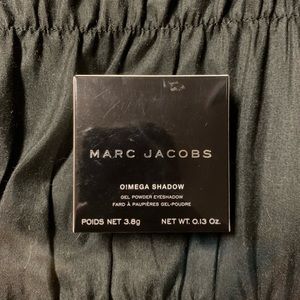 MARC JACOBS
O!MEGA SHADOW
GEL POWDER EYESHADOW
FARD À PAUPIÈRES GEL-POUDRE
POIDS NET 3.8g NET WT. 0.13 Oz.